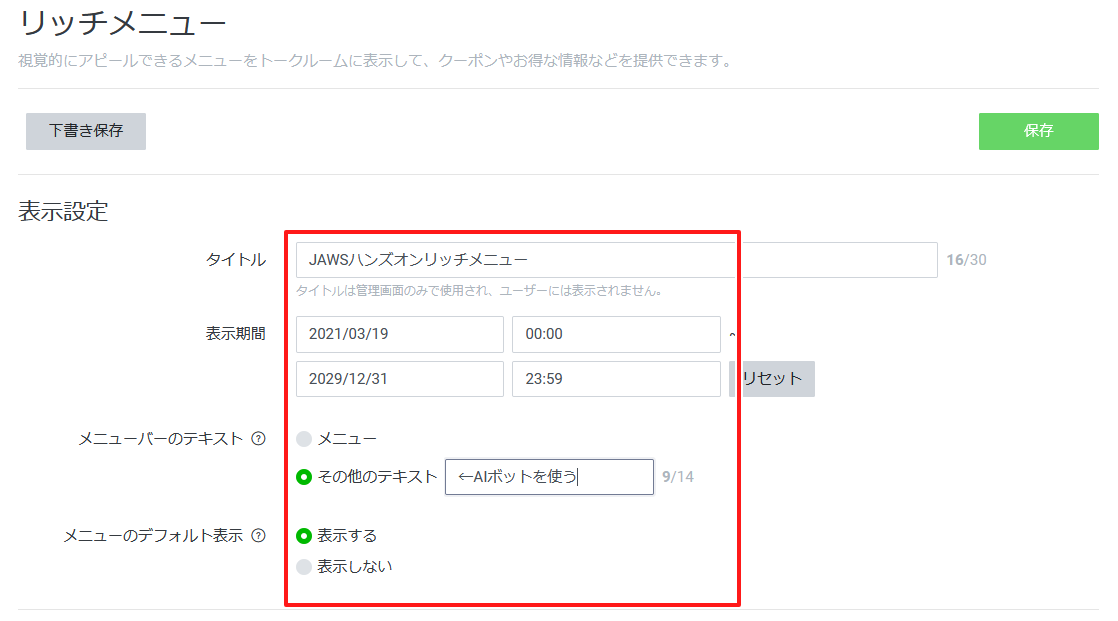 リッチメニュー
視覚的にアピールできるメニューをトークルームに表示して、クーポンやお得な情報などを提供できます。
下書き保存
保存
表示設定
タイトル JAWSハンズオンリッチメニュー 16/30
タイトルは管理画面のみで使用され、ユーザーには表示されません。
表示期間 2021/03/19 00:00 ~
2029/12/31 23:59 リセット
メニューバーのテキスト ? メニュー
その他のテキスト ←AIボットを使う 9/14
メニューのデフォルト表示 ? 表示する
表示しない